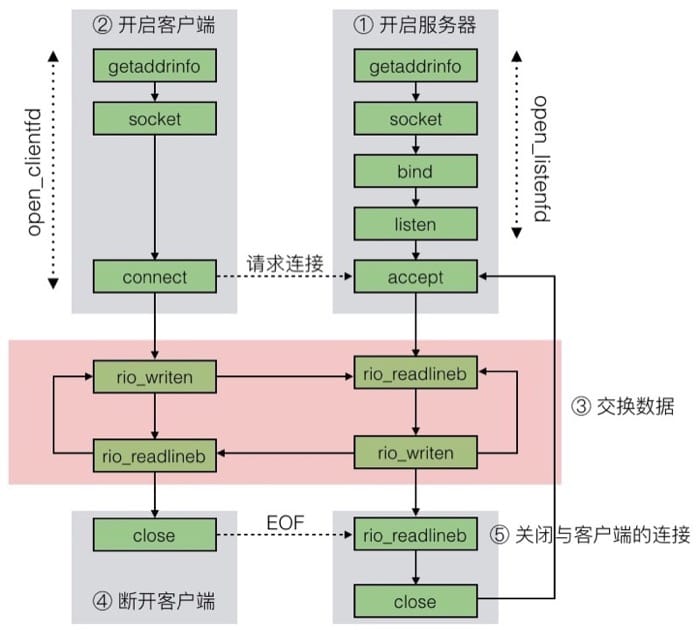 ② 开启客户端
① 开启服务器
getaddrinfo
getaddrinfo
socket
socket
open_clientfd
open_listenfd
bind
listen
connect
请求连接
accept
rio_writen
rio_readlineb
③ 交换数据
rio_readlineb
rio_writen
close
EOF
rio_readlineb
⑤ 关闭与客户端的连接
④ 断开客户端
close